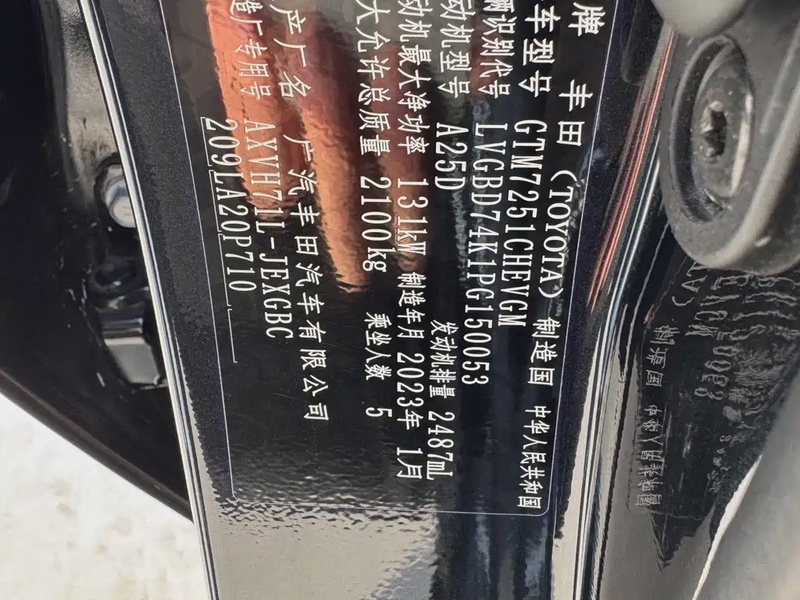 牌 丰田(TOYOTA) 制造国 中华人民共和国
车型号 GTM7251CHEVGM
辆识别代号 LVGBD74K1PG150053
动机型号 A25D 发动机排量 2487mL
动机最大净功率 131kW 制造年月 2023年 1月
大允许总质量 2100kg 乘坐人数 5
产厂名 广汽丰田汽车有限公司
造厂专用号 AXVH71L-JEXGBC
209LA20P710